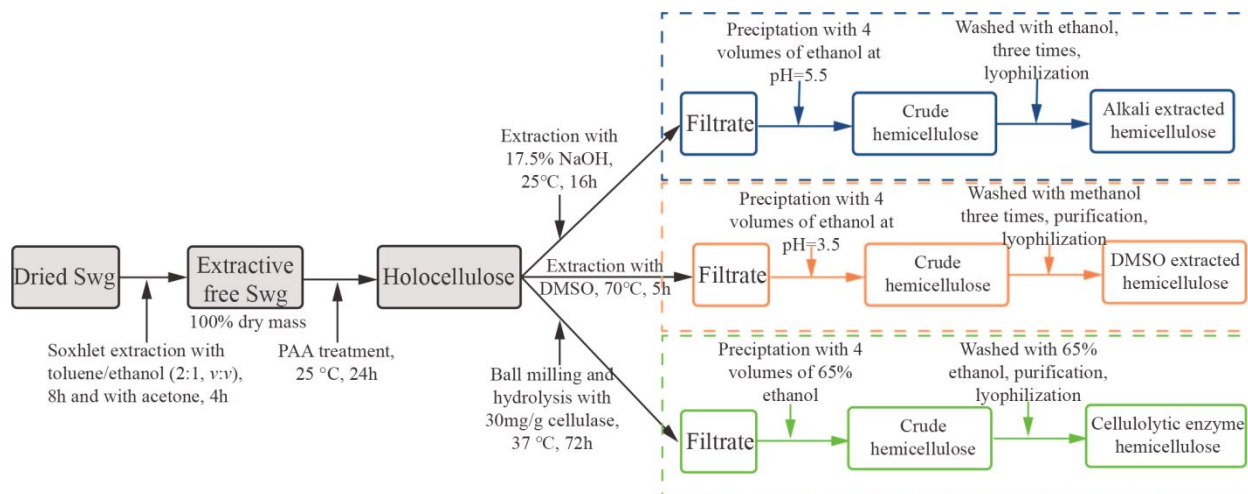 Dried Swg
Soxhlet extraction with
toluene/ethanol (2:1, v:v),
8h and with acetone, 4h
Extractive
free Swg
100% dry mass
PAA treatment,
25 °C, 24h
Holocellulose
Extraction with
17.5% NaOH,
25℃, 16h
Filtrate
Precipitation with 4
volumes of ethanol at
pH=5.5
Crude
hemicellulose
Washed with ethanol,
three times,
lyophilization
Alkali extracted
hemicellulose
Extraction with
DMSO, 70℃, 5h
Filtrate
Precipitation with 4
volumes of ethanol at
pH=3.5
Crude
hemicellulose
Washed with methanol
three times, purification,
lyophilization
DMSO extracted
hemicellulose
Ball milling and
hydrolysis with
30mg/g cellulase,
37 ℃, 72h
Filtrate
Precipitation with 4
volumes of 65%
ethanol
Crude
hemicellulose
Washed with 65%
ethanol, purification,
lyophilization
Cellulolytic enzyme
hemicellulose